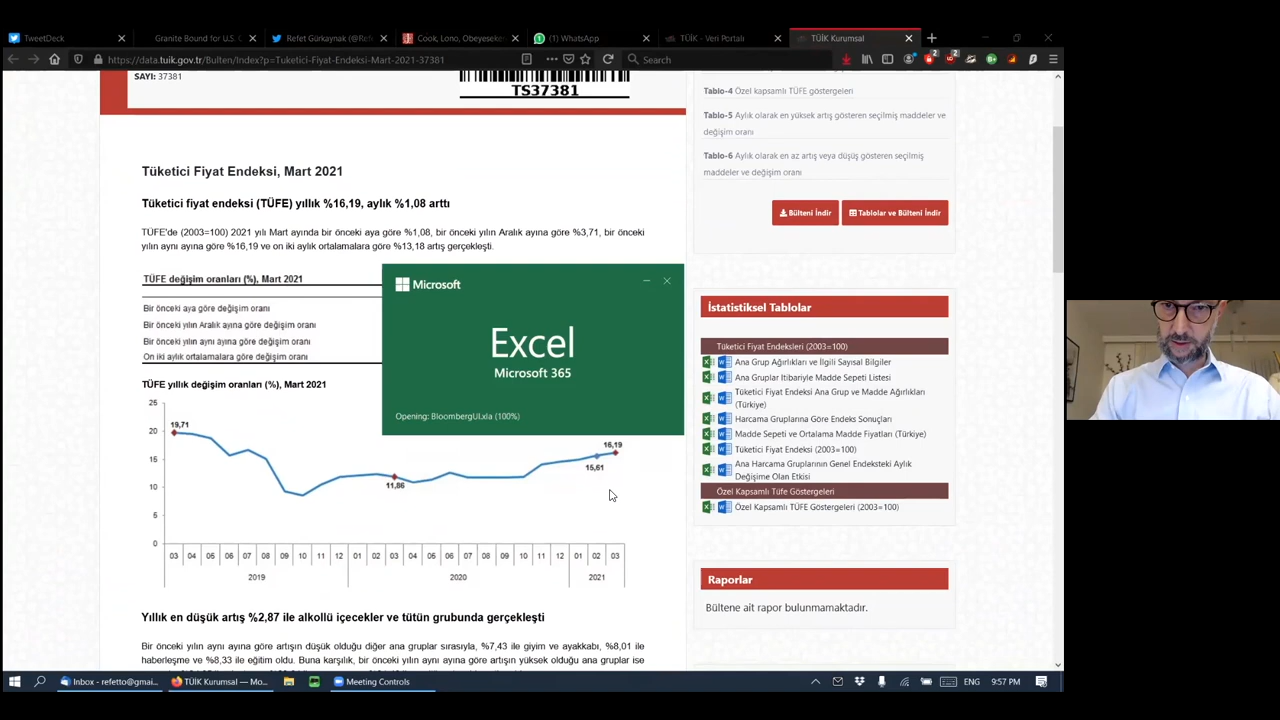 TweetDeck
Granite Bound for U.S. C
Refet Gürkaynak (@Refe
Cook, Lono, Obeyeseker
(1) WhatsApp
TÜİK - Veri Portalı
TÜİK Kurumsal
https://data.tuik.gov.tr/Bulten/Index?p=Tuketici-Fiyat-Endeksi-Mart-2021-37381
Search
SAYI: 37381
TS37381
Tüketici Fiyat Endeksi, Mart 2021
Tüketici fiyat endeksi (TÜFE) yıllık %16,19, aylık %1,08 arttı
TÜFE'de (2003=100) 2021 yılı Mart ayında bir önceki aya göre %1,08, bir önceki yılın Aralık ayına göre %3,71, bir önceki
yılın aynı ayına göre %16,19 ve on iki aylık ortalamalara göre %13,18 artış gerçekleşti.
TÜFE değişim oranları (%), Mart 2021
Bir önceki aya göre değişim oranı
Bir önceki yılın Aralık ayına göre değişim oranı
Bir önceki yılın aynı ayına göre değişim oranı
On iki aylık ortalamalara göre değişim oranı
Microsoft
Excel
Microsoft 365
Opening: BloombergUI.xla (100%)
TÜFE yıllık değişim oranları (%), Mart 2021
25
20
15
10
5
0
19,71
11,86
15,61
16,19
03 04 05 06 07 08 09 10 11 12 01 02 03 04 05 06 07 08 09 10 11 12 01 02 03
2019 2020 2021
Yıllık en düşük artış %2,87 ile alkollü içecekler ve tütün grubunda gerçekleşti
Bir önceki yılın aynı ayına göre artışın düşük olduğu diğer ana gruplar sırasıyla, %7,43 ile giyim ve ayakkabı, %8,01 ile
haberleşme ve %8,33 ile eğitim oldu. Buna karşılık, bir önceki yılın aynı ayına göre artışın yüksek olduğu ana gruplar ise
Tablo-4 Özel kapsamlı TÜFE göstergeleri
Tablo-5 Aylık olarak en yüksek artış gösteren seçilmiş maddeler ve
değişim oranı
Tablo-6 Aylık olarak en az artış veya düşüş gösteren seçilmiş
maddeler ve değişim oranı
Bülteni İndir
Tablolar ve Bülteni İndir
İstatistiksel Tablolar
Tüketici Fiyat Endeksleri (2003=100)
Ana Grup Ağırlıkları ve İlgili Sayısal Bilgiler
Ana Gruplar Itibariyle Madde Sepeti Listesi
Tüketici Fiyat Endeksi Ana Grup ve Madde Ağırlıkları
(Türkiye)
Harcama Gruplarına Göre Endeks Sonuçları
Madde Sepeti ve Ortalama Madde Fiyatları (Türkiye)
Tüketici Fiyat Endeksi (2003=100)
Ana Harcama Gruplarının Genel Endeksteki Aylık
Değişime Olan Etkisi
Özel Kapsamlı Tüfe Göstergeleri
Özel Kapsamlı TÜFE Göstergeleri (2003=100)
Raporlar
Bültene ait rapor bulunmamaktadır.
Inbox - refetto@gmai...
TÜİK Kurumsal — Mo...
Meeting Controls
ENG
9:57 PM